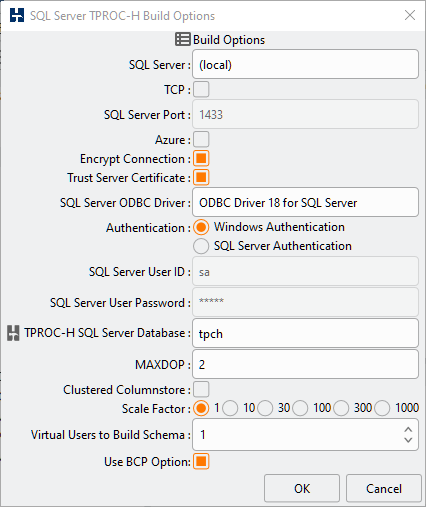 SQL Server TPROC-H Build Options
Build Options
SQL Server : (local)
TCP :
SQL Server Port : 1433
Azure :
Encrypt Connection :
Trust Server Certificate :
SQL Server ODBC Driver : ODBC Driver 18 for SQL Server
Authentication : Windows Authentication
SQL Server Authentication
SQL Server User ID : sa
SQL Server User Password : *****
TPROC-H SQL Server Database : tpch
MAXDOP : 2
Clustered Columnstore :
Scale Factor : 1 10 30 100 300 1000
Virtual Users to Build Schema : 1
Use BCP Option:
OK Cancel